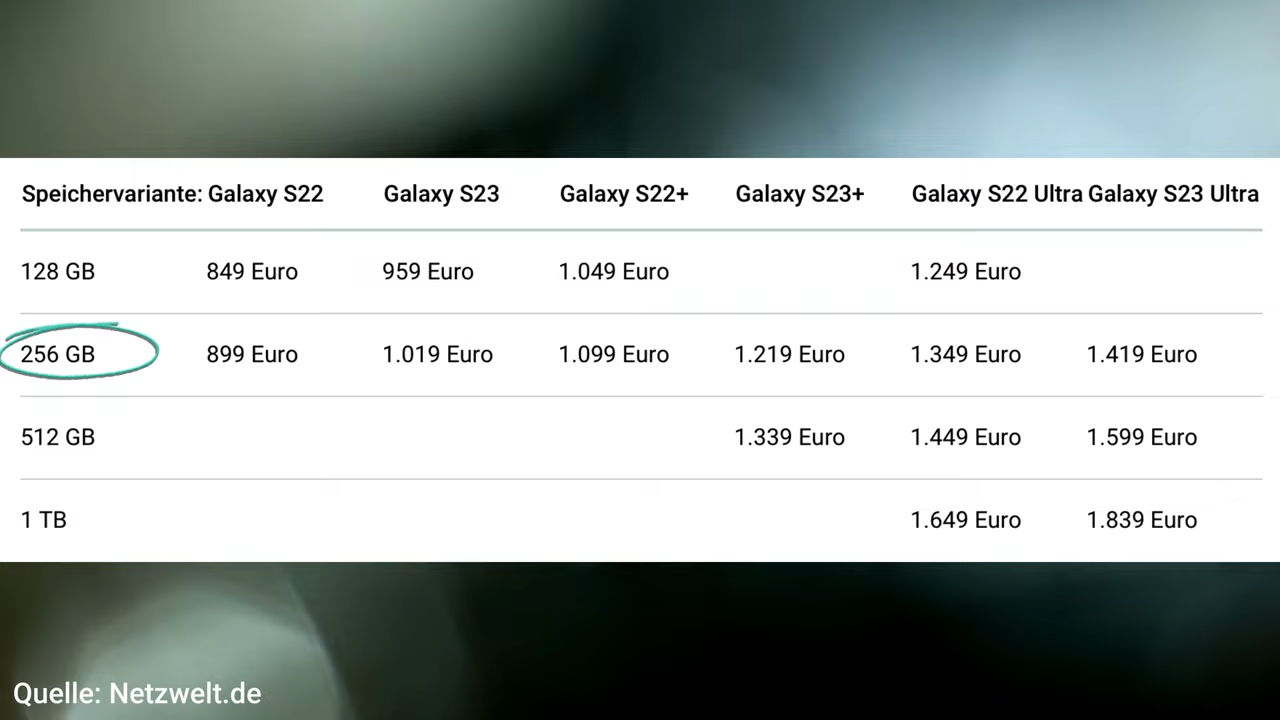 Speichervariante: Galaxy S22 Galaxy S23 Galaxy S22+ Galaxy S23+ Galaxy S22 Ultra Galaxy S23 Ultra
128 GB 849 Euro 959 Euro 1.049 Euro 1.249 Euro
256 GB 899 Euro 1.019 Euro 1.099 Euro 1.219 Euro 1.349 Euro 1.419 Euro
512 GB 1.339 Euro 1.449 Euro 1.599 Euro
1 TB 1.649 Euro 1.839 Euro
Quelle: Netzwelt.de